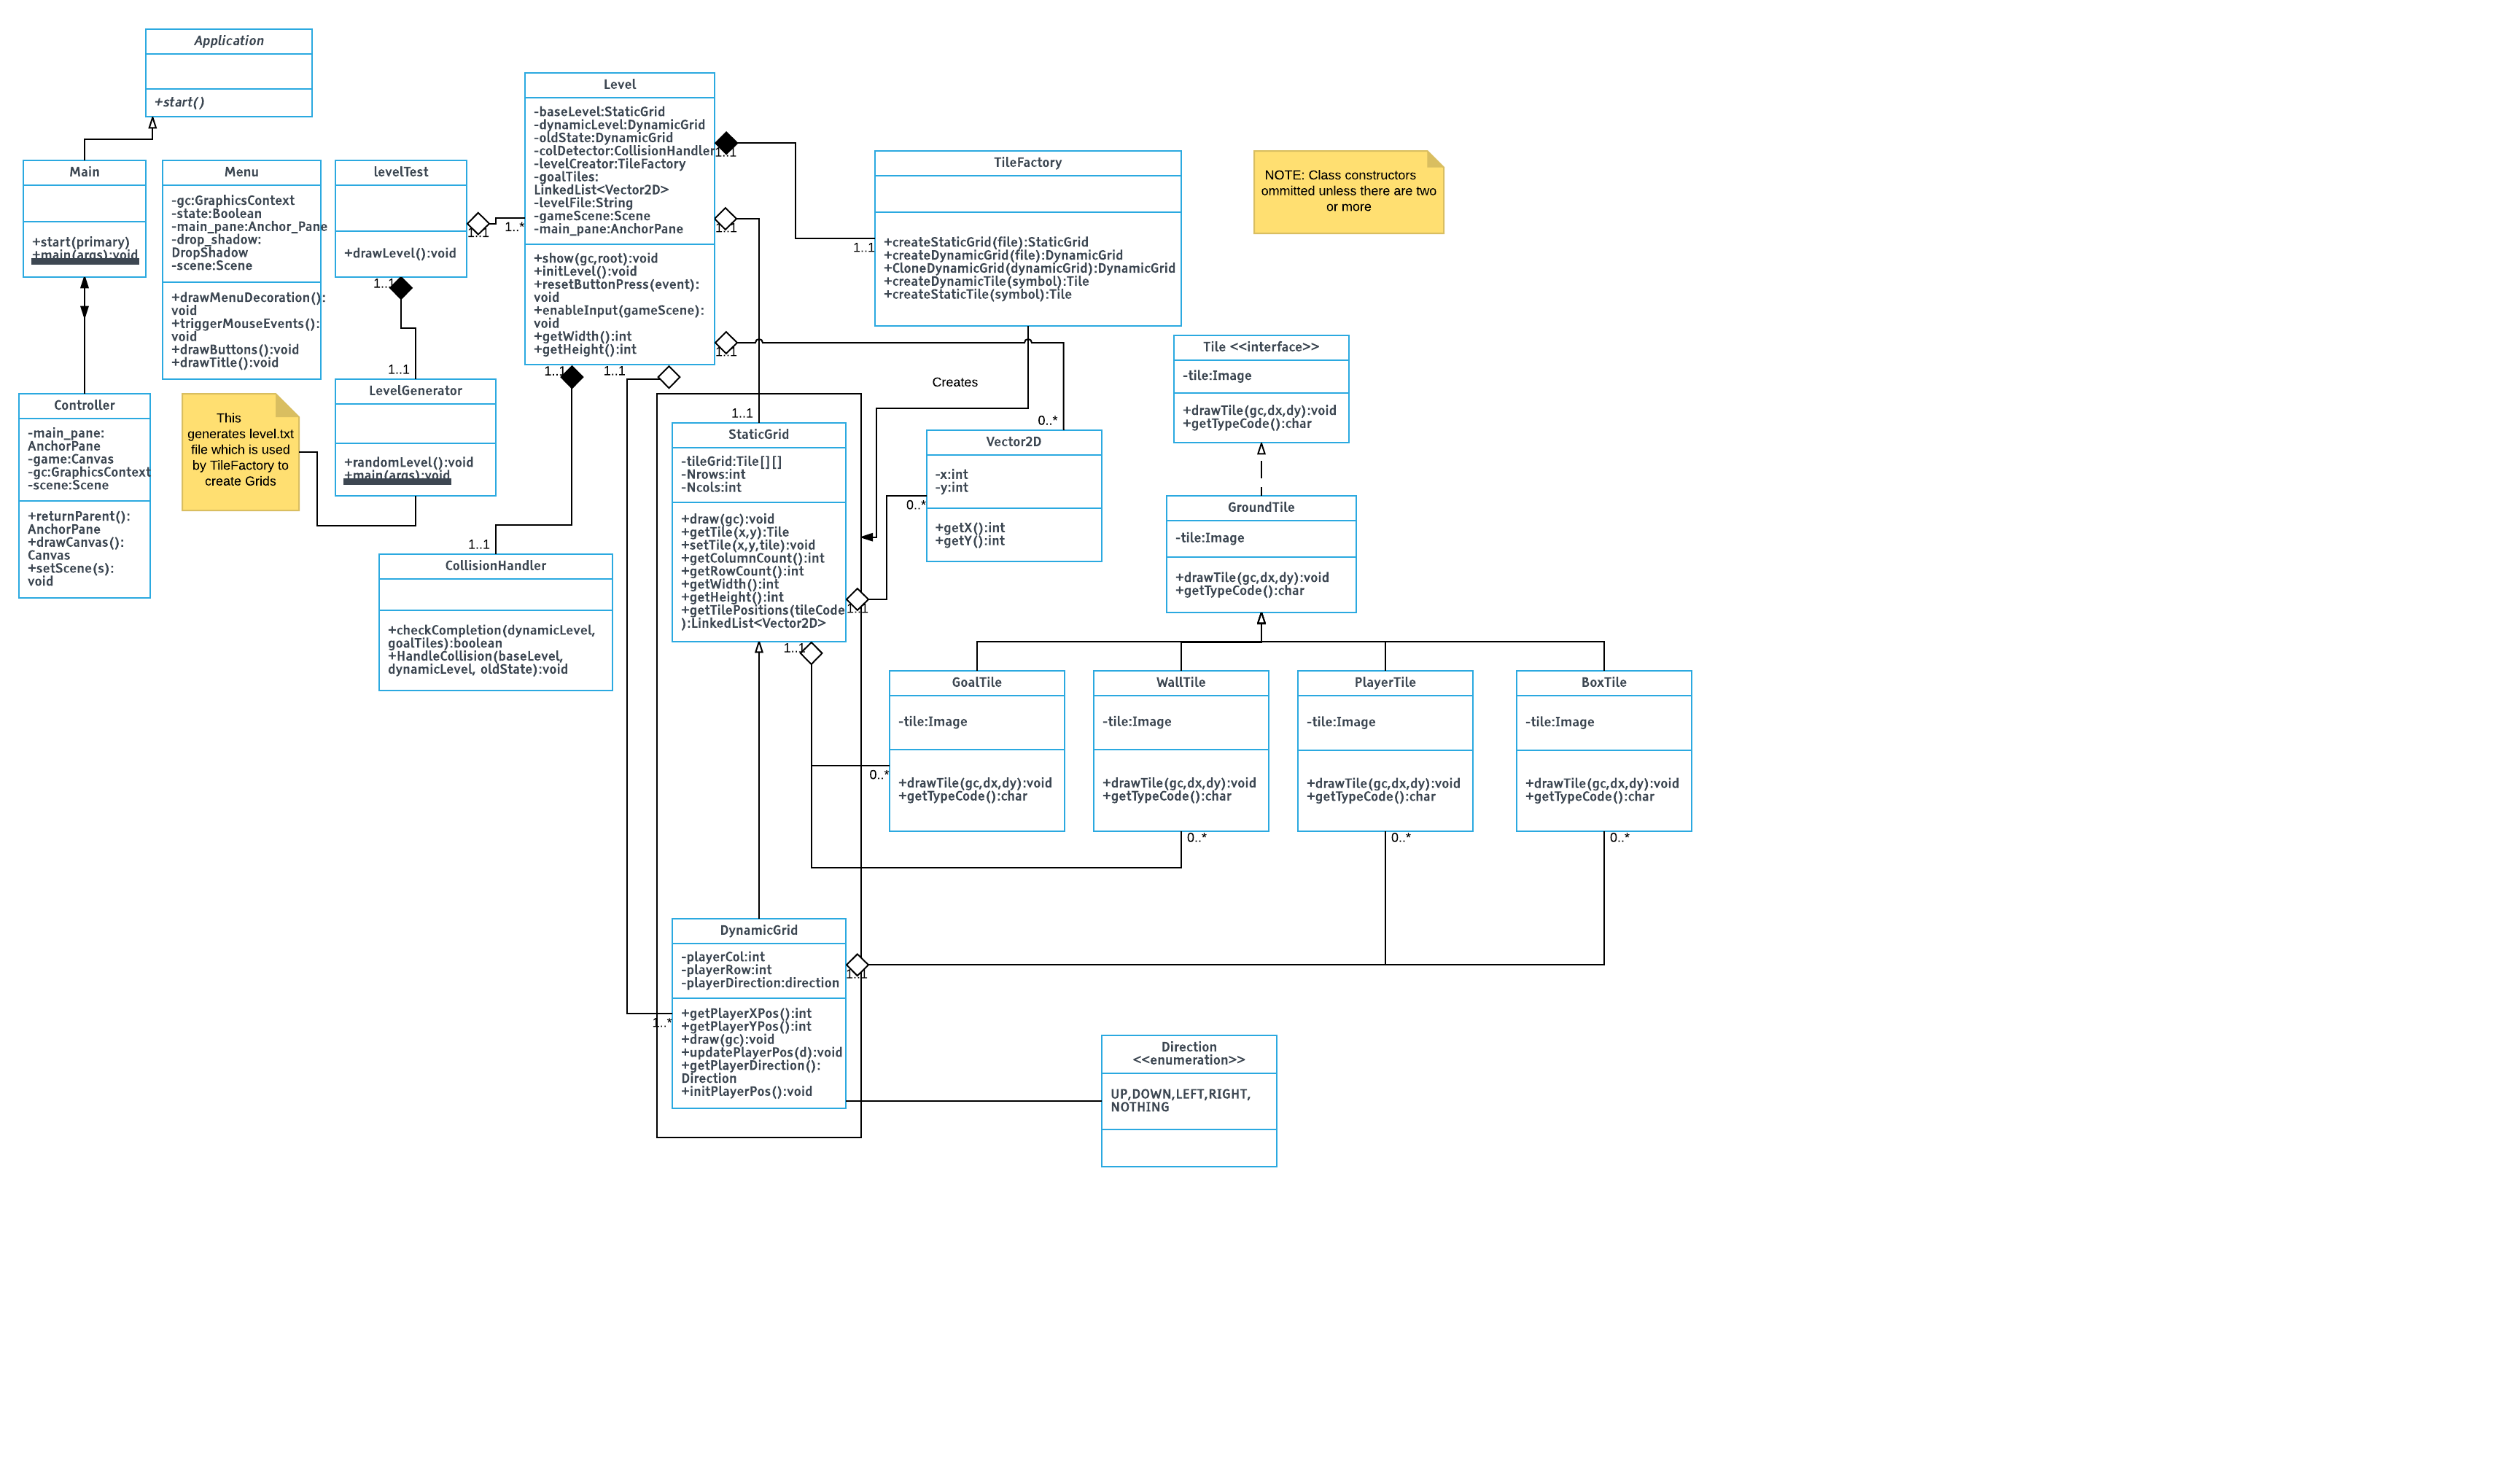 Application
+start()
Main
+start(primary)
+main(args):void
Menu
-gc:GraphicsContext
-state:Boolean
-main_pane:Anchor_Pane
-drop_shadow:
DropShadow
-scene:Scene
+drawMenuDecoration():
void
+triggerMouseEvents():
void
+drawButtons():void
+drawTitle():void
levelTest
+drawLevel():void
1..1
1..*
1..1
1..1
Level
-baseLevel:StaticGrid
-dynamicLevel:DynamicGrid
-oldState:DynamicGrid
-colDetector:CollisionHandler
-levelCreator:TileFactory
-goalTiles:
LinkedList<Vector2D>
-levelFile:String
-gameScene:Scene
-main_pane:AnchorPane
+show(gc,root):void
+initLevel():void
+resetButtonPress(event):
void
+enableInput(gameScene):
void
+getWidth():int
+getHeight():int
1..1
1..1
1..1
1..1
1..1
1..1
TileFactory
+createStaticGrid(file):StaticGrid
+createDynamicGrid(file):DynamicGrid
+CloneDynamicGrid(dynamicGrid):DynamicGrid
+createDynamicTile(symbol):Tile
+createStaticTile(symbol):Tile
NOTE: Class constructors
ommitted unless there are two
or more
Tile <<interface>>
-tile:Image
+drawTile(gc,dx,dy):void
+getTypeCode():char
Creates
Controller
-main_pane:
AnchorPane
-game:Canvas
-gc:GraphicsContext
-scene:Scene
+returnParent():
AnchorPane
+drawCanvas():
Canvas
+setScene(s):
void
This
generates level.txt
file which is used
by TileFactory to
create Grids
LevelGenerator
+randomLevel():void
+main(args):void
1..1
CollisionHandler
+checkCompletion(dynamicLevel,
goalTiles):boolean
+HandleCollision(baseLevel,
dynamicLevel, oldState):void
1..1
StaticGrid
-tileGrid:Tile[][]
-Nrows:int
-Ncols:int
+draw(gc):void
+getTile(x,y):Tile
+setTile(x,y,tile):void
+getColumnCount():int
+getRowCount():int
+getWidth():int
+getHeight():int
+getTilePositions(tileCode
):LinkedList<Vector2D>
1..1
1..1
0..*
Vector2D
-x:int
-y:int
+getX():int
+getY():int
0..*
GroundTile
-tile:Image
+drawTile(gc,dx,dy):void
+getTypeCode():char
GoalTile
-tile:Image
+drawTile(gc,dx,dy):void
+getTypeCode():char
0..*
WallTile
-tile:Image
+drawTile(gc,dx,dy):void
+getTypeCode():char
0..*
PlayerTile
-tile:Image
+drawTile(gc,dx,dy):void
+getTypeCode():char
0..*
BoxTile
-tile:Image
+drawTile(gc,dx,dy):void
+getTypeCode():char
0..*
DynamicGrid
-playerCol:int
-playerRow:int
-playerDirection:direction
+getPlayerXPos():int
+getPlayerYPos():int
+draw(gc):void
+updatePlayerPos(d):void
+getPlayerDirection():
Direction
+initPlayerPos():void
1..1
1..*
Direction
<<enumeration>>
UP,DOWN,LEFT,RIGHT,
NOTHING